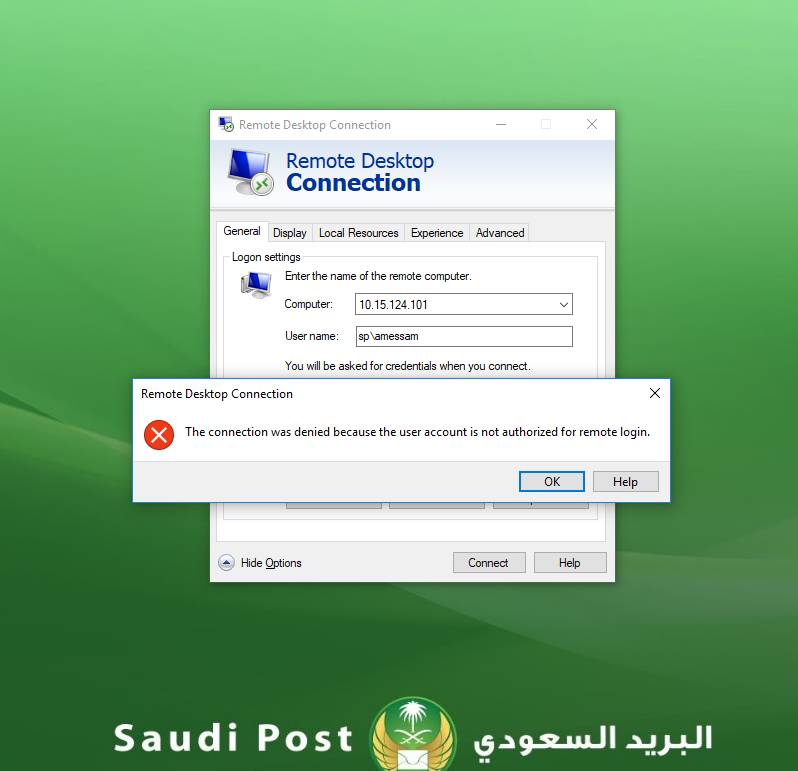 Remote Desktop Connection
Remote Desktop
Connection
General Display Local Resources Experience Advanced
Logon settings
Enter the name of the remote computer.
Computer: 10.15.124.101
User name: sp\amessam
You will be asked for credentials when you connect.
Remote Desktop Connection
The connection was denied because the user account is not authorized for remote login.
OK Help
Hide Options Connect Help
Saudi Post البريد السعودي